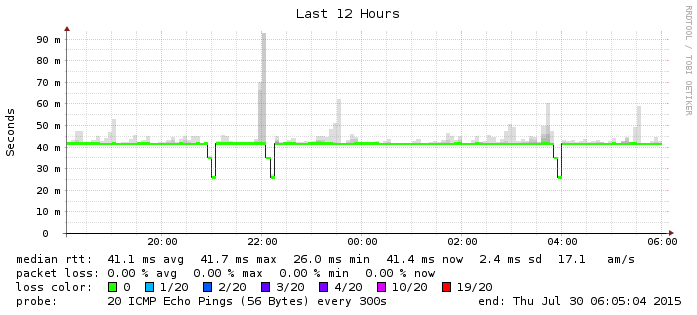 Last 12 Hours
RRDTOOL / TOBI OETIKER
Seconds
90 m
80 m
70 m
60 m
50 m
40 m
30 m
20 m
10 m
0
20:00 22:00 00:00 02:00 04:00 06:00
median rtt: 41.1 ms avg 41.7 ms max 26.0 ms min 41.4 ms now 2.4 ms sd 17.1 am/s
packet loss: 0.00 % avg 0.00 % max 0.00 % min 0.00 % now
loss color: 0 1/20 2/20 3/20 4/20 10/20 19/20
probe: 20 ICMP Echo Pings (56 Bytes) every 300s end: Thu Jul 30 06:05:04 2015